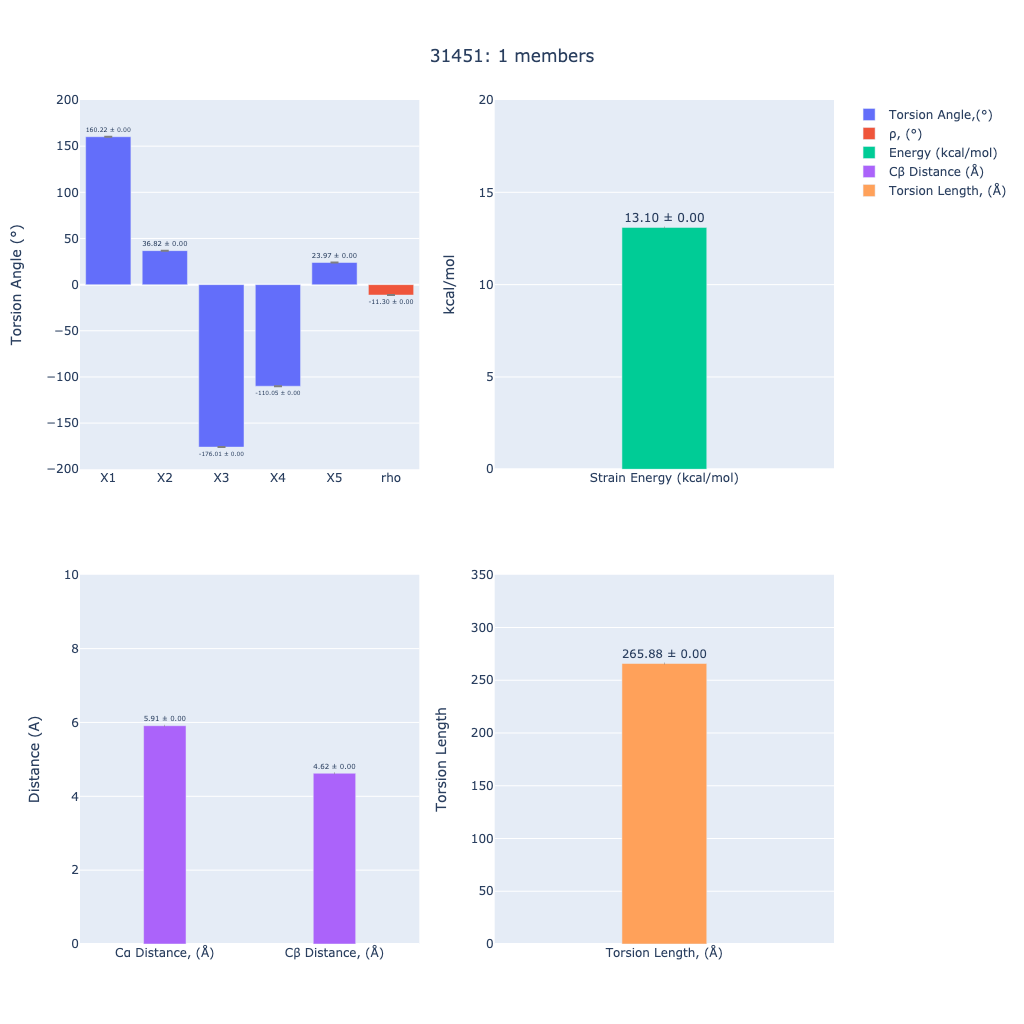 31451: 1 members
Torsion Angle (°)
200
150
100
50
0
−50
−100
−150
−200
160.22 ± 0.00
36.82 ± 0.00
-176.01 ± 0.00
-110.05 ± 0.00
23.97 ± 0.00
-11.30 ± 0.00
X1 X2 X3 X4 X5 rho
kcal/mol
20
15
10
5
0
13.10 ± 0.00
Strain Energy (kcal/mol)
Torsion Angle,(°)
ρ, (°)
Energy (kcal/mol)
Cβ Distance (Å)
Torsion Length, (Å)
Distance (A)
10
8
6
4
2
0
5.91 ± 0.00
4.62 ± 0.00
Cα Distance, (Å) Cβ Distance, (Å)
Torsion Length
350
300
250
200
150
100
50
0
265.88 ± 0.00
Torsion Length, (Å)